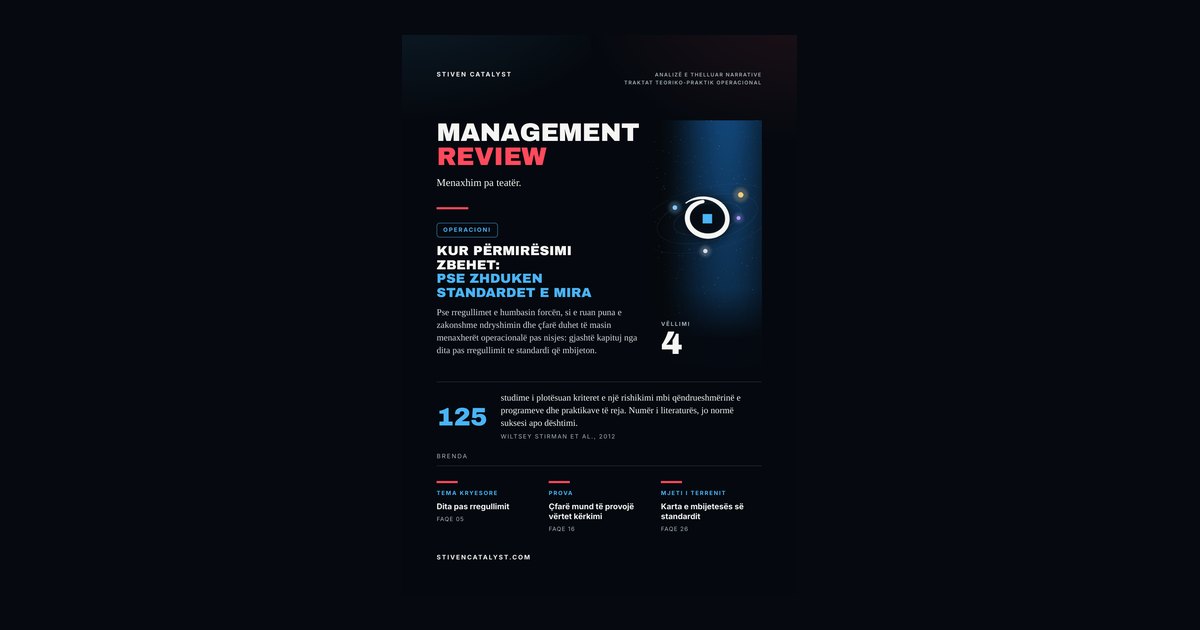 STIVEN CATALYST
ANALIZË E THELLUAR NARRATIVE
TRAKTAT TEORIKO-PRAKTIK OPERACIONAL
MANAGEMENT
REVIEW
Menaxhim pa teatër.
OPERACIONI
KUR PËRMIRËSIMI
ZBEHET:
PSE ZHDUKEN
STANDARDET E MIRA
Pse rregullimet e humbasin forcën, si e ruan puna e
zakonshme ndryshimin dhe çfarë duhet të masin
menaxherët operacionalë pas nisjes: gjashtë kapituj nga
dita pas rregullimit te standardi që mbijeton.
VËLLIMI
4
125
studime i plotësuan kriteret e një rishikimi mbi qëndrueshmërinë e
programeve dhe praktikave të reja. Numër i literaturës, jo normë
suksesi apo dështimi.
WILTSEY STIRMAN ET AL., 2012
BRENDA
TEMA KRYESORE
Dita pas rregullimit
FAQE 05
PROVA
Çfarë mund të provojë
vërtet kërkimi
FAQE 16
MJETI I TERRENIT
Karta e mbijetesës së
standardit
FAQE 26
STIVENCATALYST.COM